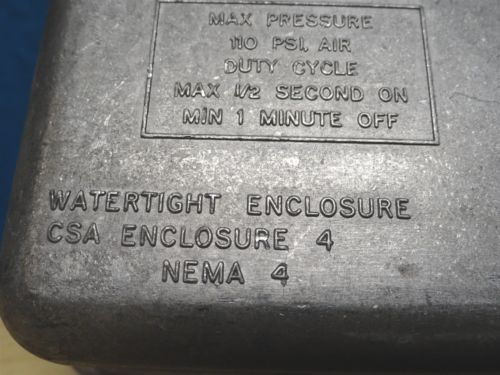 MAX PRESSURE
110 PSI, AIR
DUTY CYCLE
MAX 1/2 SECOND ON
MIN 1 MINUTE OFF
WATERTIGHT ENCLOSURE
CSA ENCLOSURE 4
NEMA 4